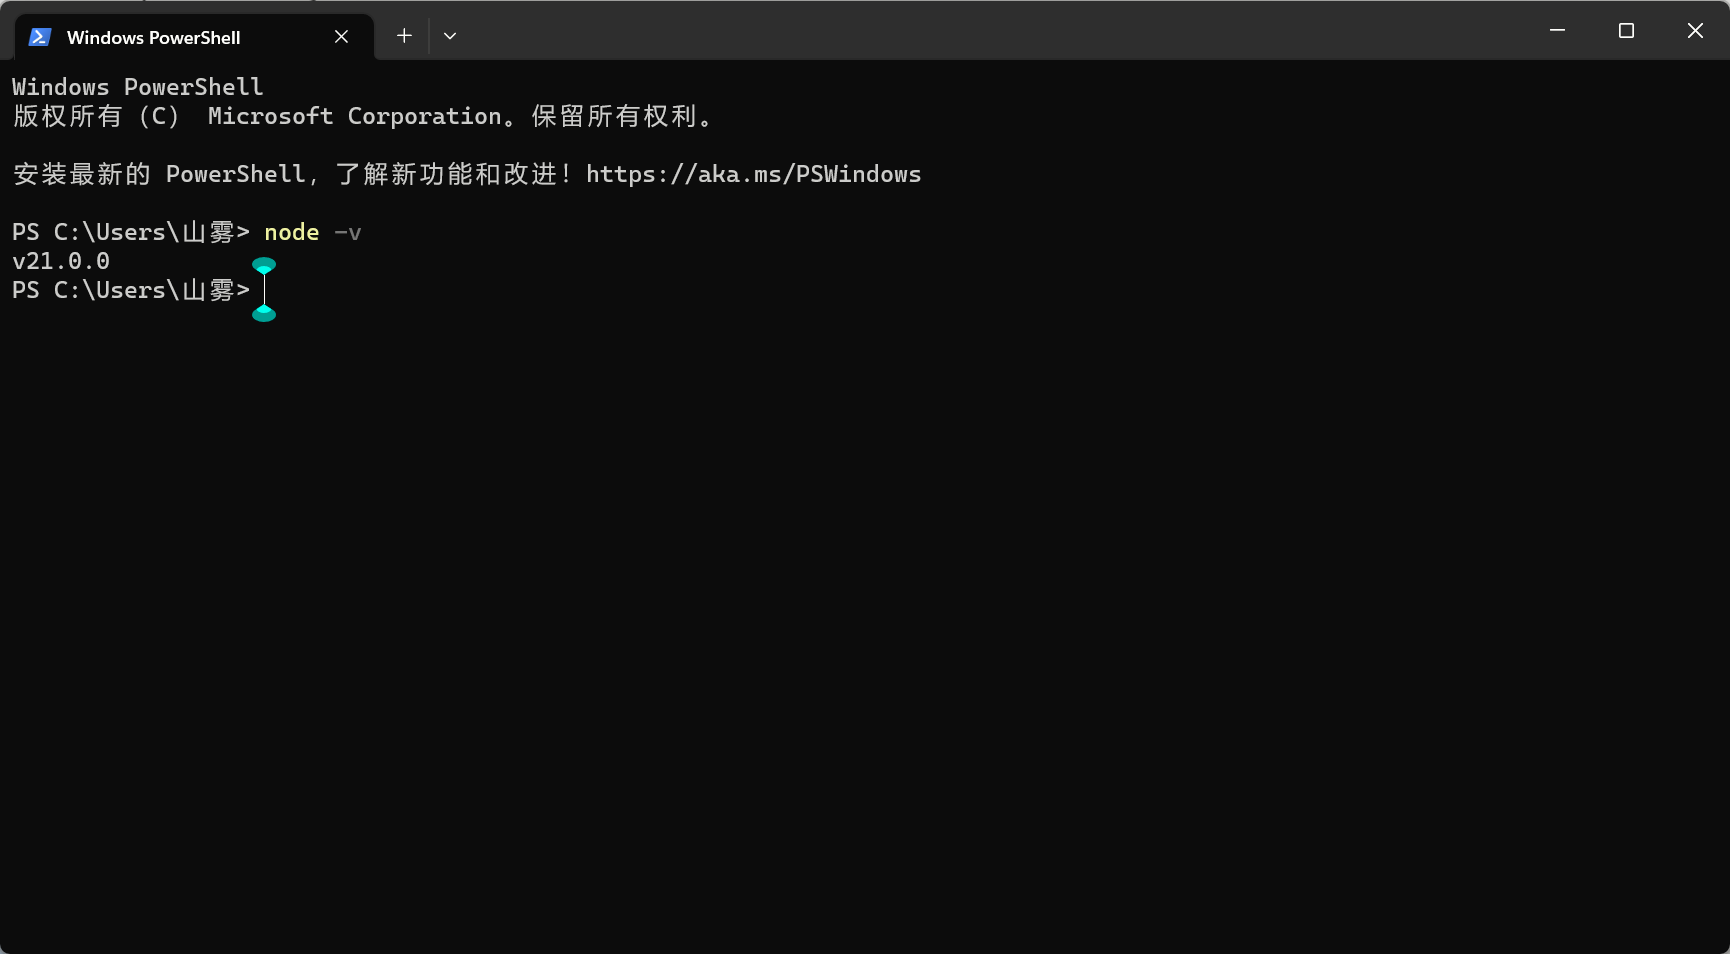 Windows PowerShell
Windows PowerShell
版权所有（C） Microsoft Corporation。保留所有权利。
安装最新的 PowerShell，了解新功能和改进！https://aka.ms/PSWindows
PS C:\Users\山雾> node -v
v21.0.0
PS C:\Users\山雾>